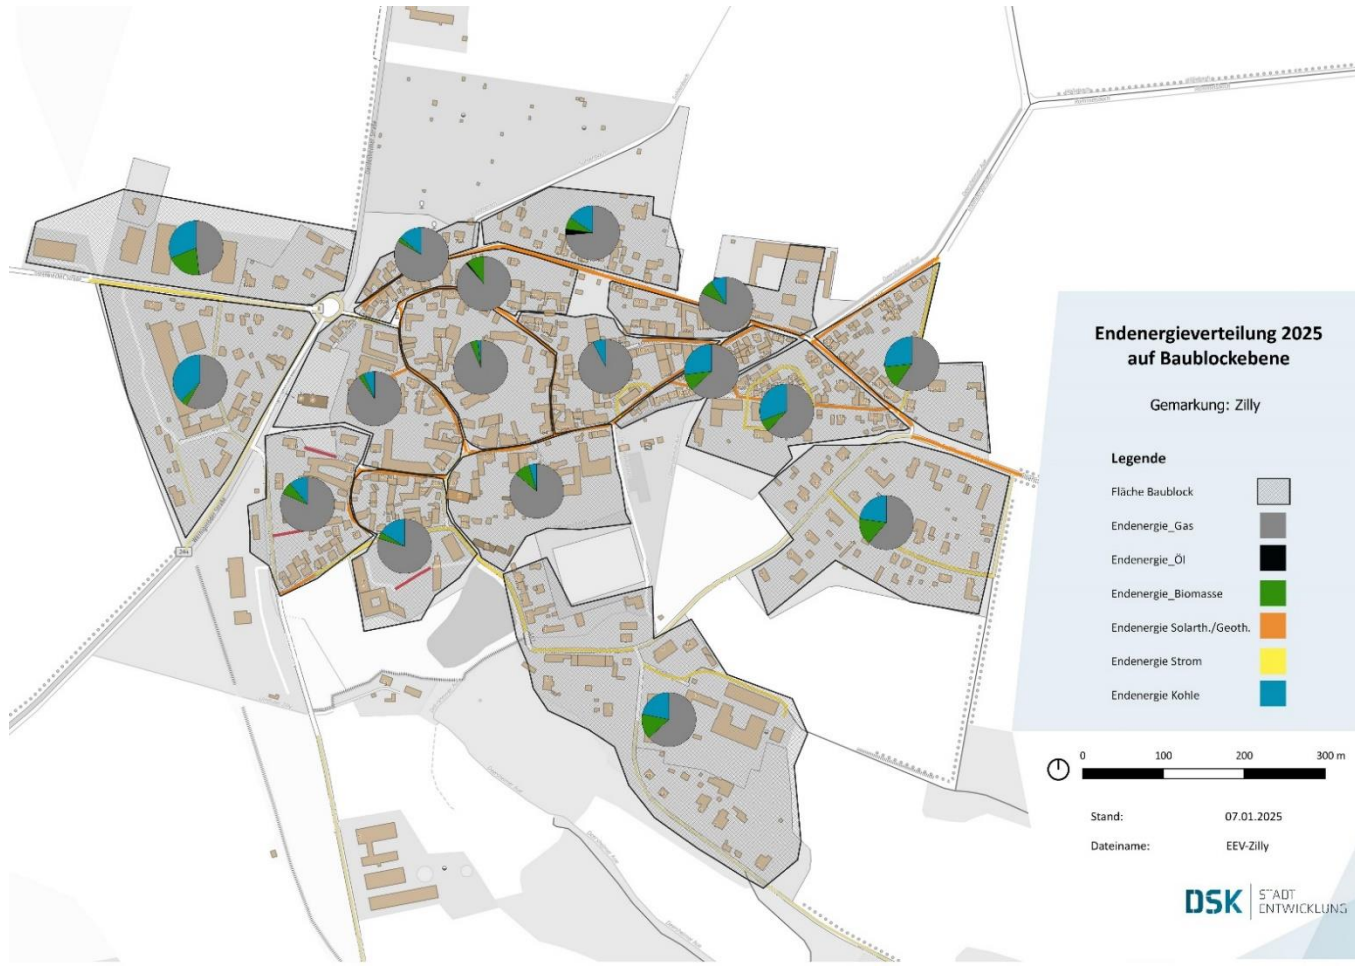 Endenergieverteilung 2025
auf Baublockebene
Gemarkung: Zilly
Legende
Fläche Baublock
Endenergie_Gas
Endenergie_Öl
Endenergie_Biomasse
Endenergie Solarth./Geoth.
Endenergie Strom
Endenergie Kohle
0 100 200 300 m
Stand: 07.01.2025
Dateiname: EEV-Zilly
DSK STADT
ENTWICKLUNG